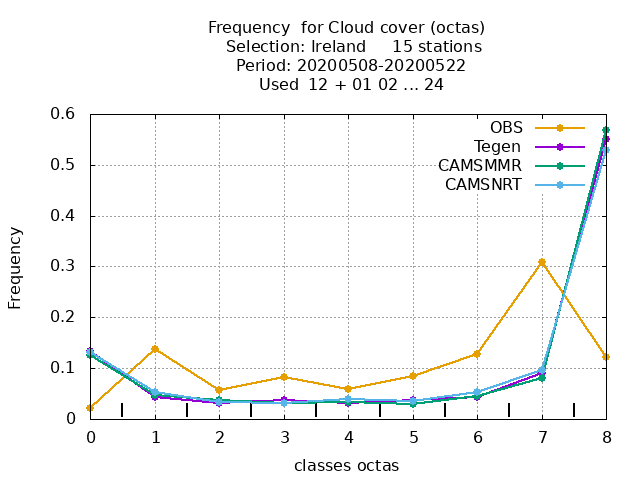 Frequency  for Cloud cover (octas)
Selection: Ireland     15 stations
Period: 20200508-20200522
Used  12 + 01 02 ... 24
OBS
Tegen
CAMSMMR
CAMSNRT
Frequency
0.6
0.5
0.4
0.3
0.2
0.1
0
0 1 2 3 4 5 6 7 8
classes octas